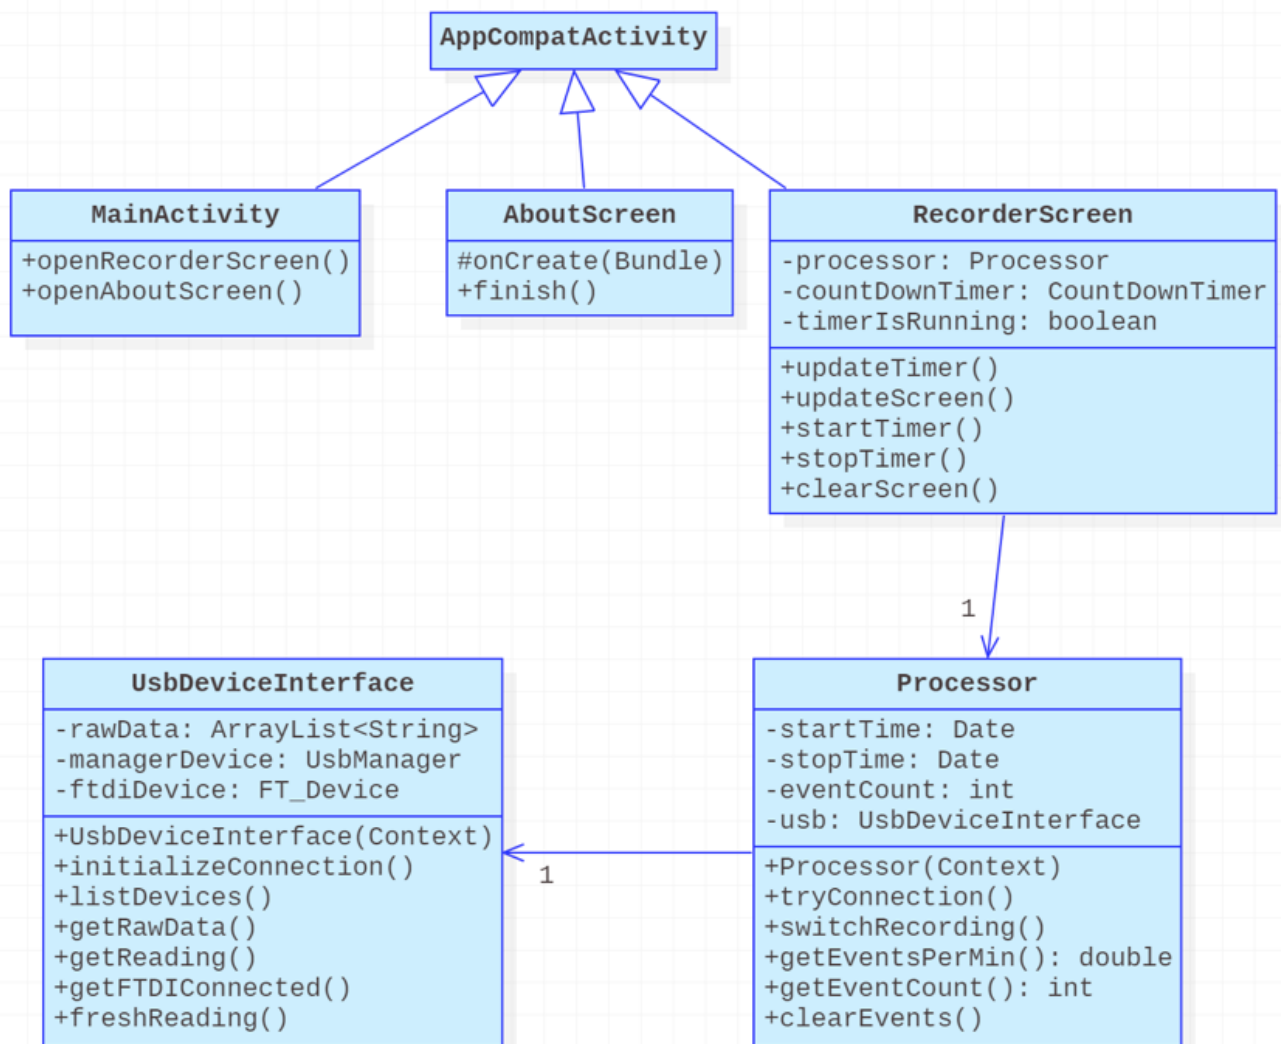 AppCompatActivity
MainActivity
+openRecorderScreen()
+openAboutScreen()
AboutScreen
#onCreate(Bundle)
+finish()
RecorderScreen
-processor: Processor
-countDownTimer: CountDownTimer
-timerIsRunning: boolean
+updateTimer()
+updateScreen()
+startTimer()
+stopTimer()
+clearScreen()
1
UsbDeviceInterface
-rawData: ArrayList<String>
-managerDevice: UsbManager
-ftdiDevice: FT_Device
+UsbDeviceInterface(Context)
+initializeConnection()
+listDevices()
+getRawData()
+getReading()
+getFTDIConnected()
+freshReading()
1
Processor
-startTime: Date
-stopTime: Date
-eventCount: int
-usb: UsbDeviceInterface
+Processor(Context)
+tryConnection()
+switchRecording()
+getEventsPerMin(): double
+getEventCount(): int
+clearEvents()